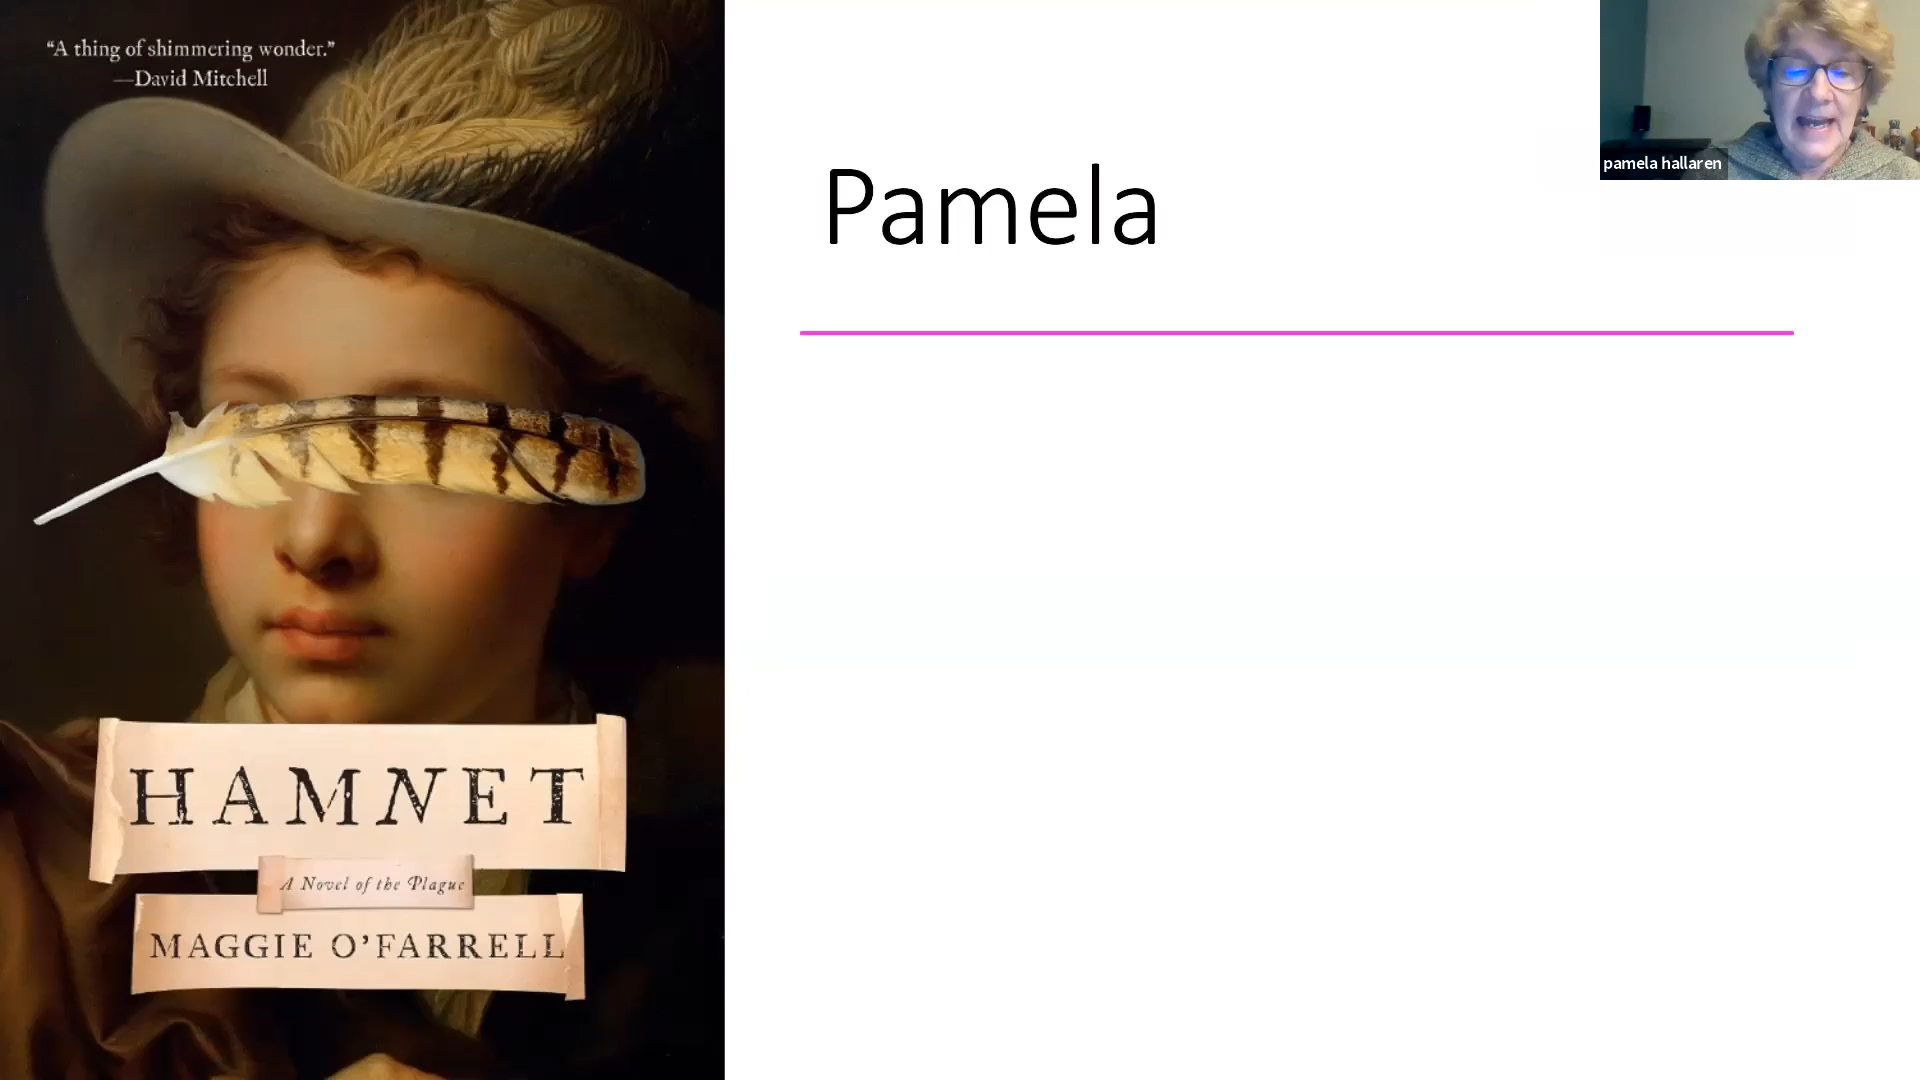 “A thing of shimmering wonder.”
—David Mitchell
HAMNET
A Novel of the Plague
MAGGIE O’FARRELL
Pamela
pamela hallaren